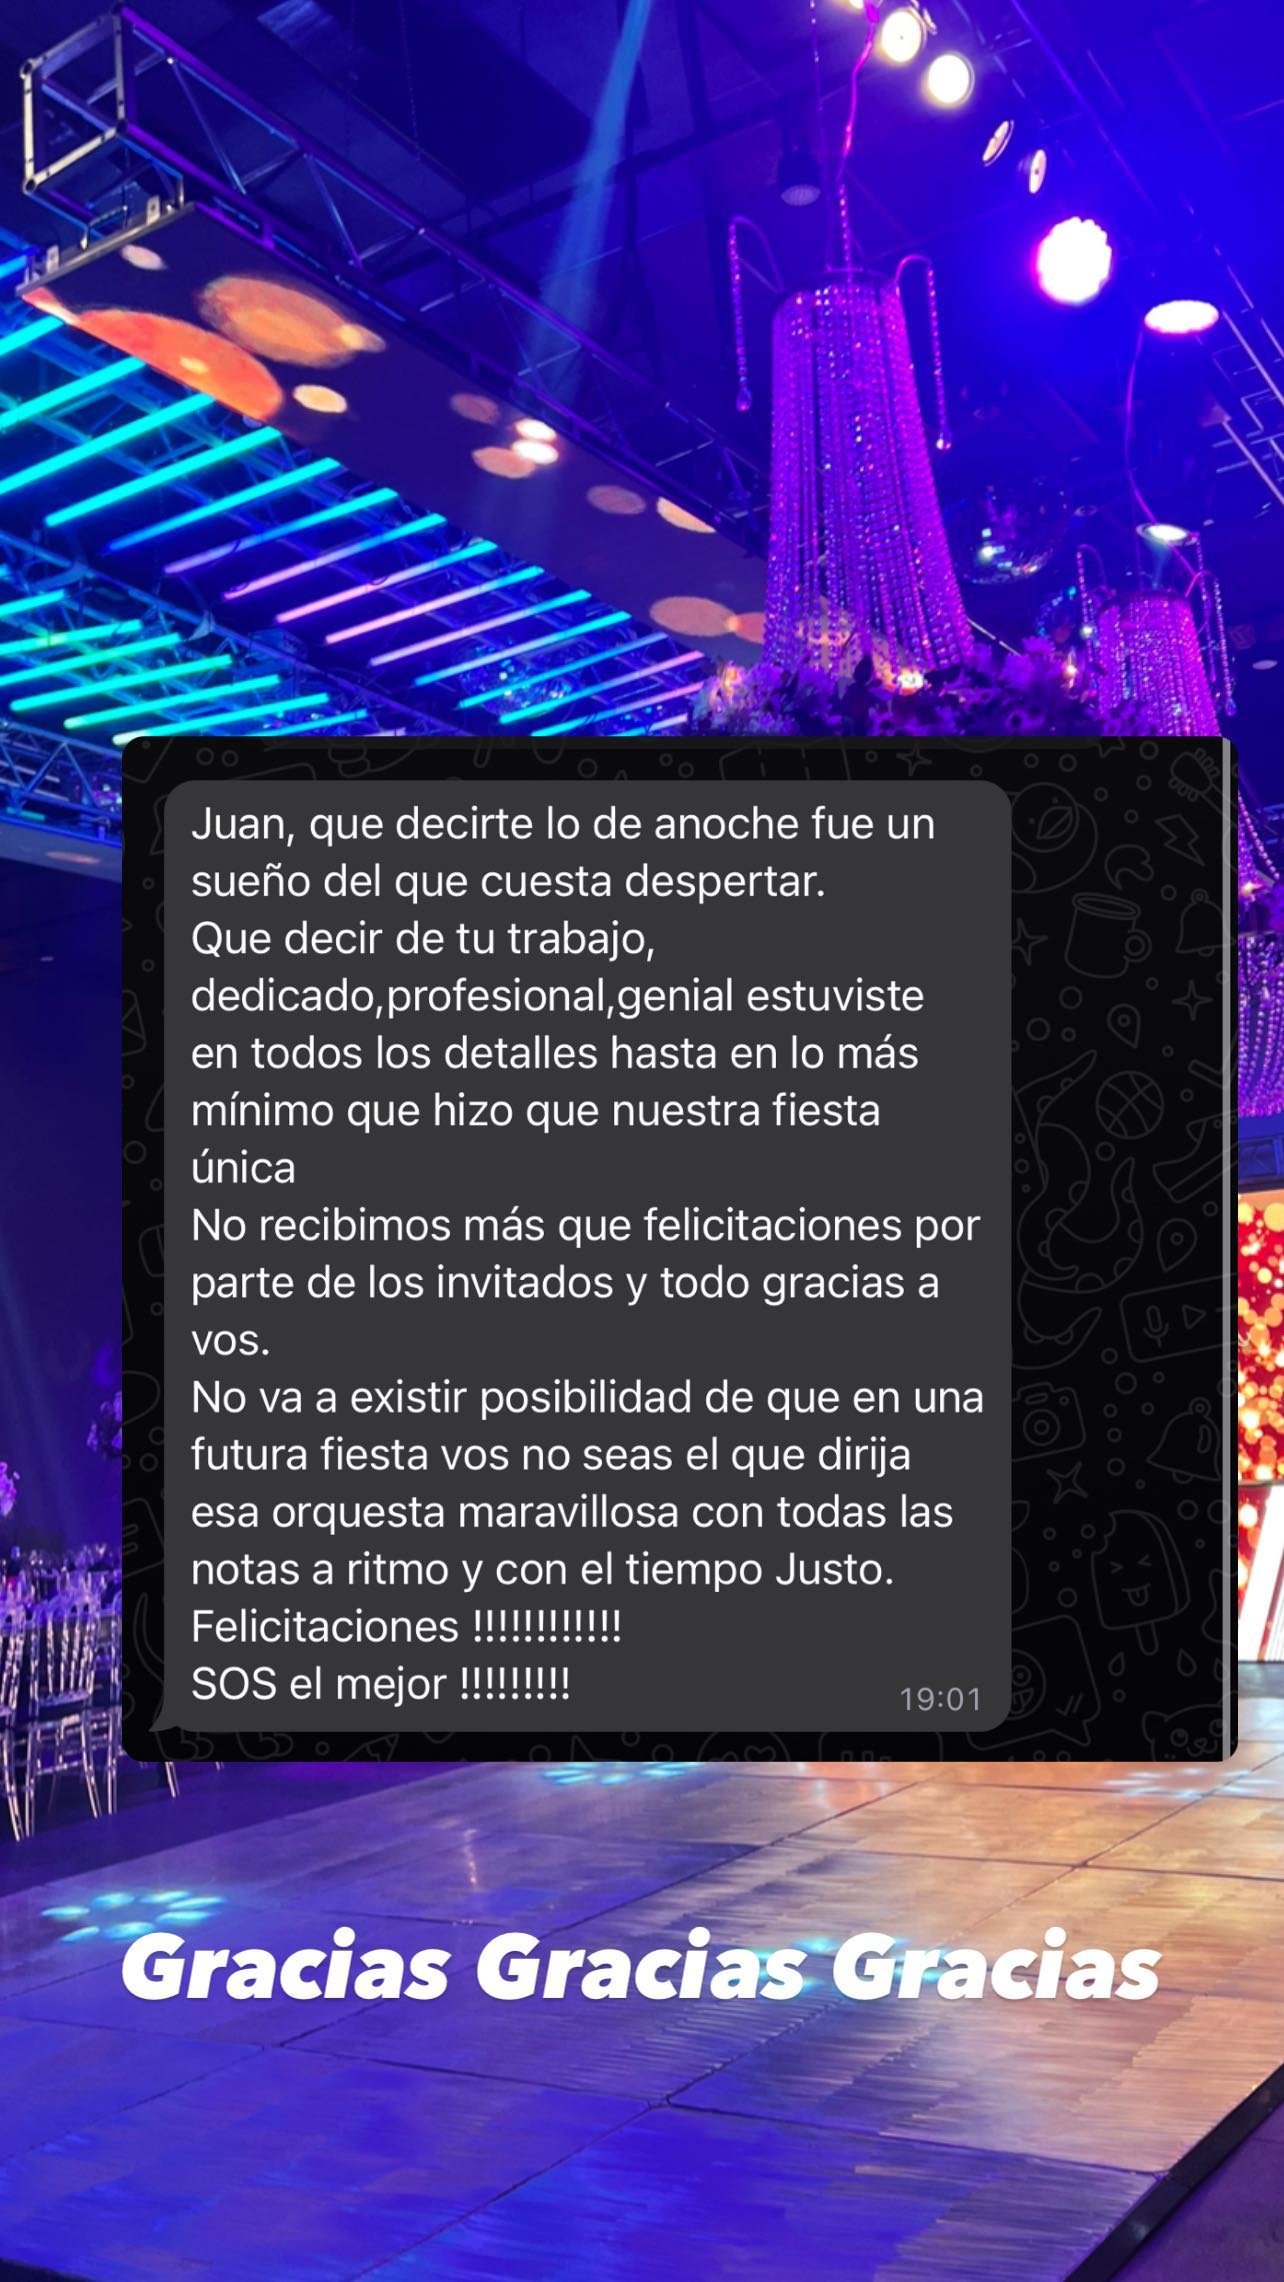 Juan, que decirte lo de anoche fue un
sueño del que cuesta despertar.
Que decir de tu trabajo,
dedicado,profesional,genial estuviste
en todos los detalles hasta en lo más
mínimo que hizo que nuestra fiesta
única
No recibimos más que felicitaciones por
parte de los invitados y todo gracias a
vos.
No va a existir posibilidad de que en una
futura fiesta vos no seas el que dirija
esa orquesta maravillosa con todas las
notas a ritmo y con el tiempo Justo.
Felicitaciones !!!!!!!!!!!!
SOS el mejor !!!!!!!!!
19:01
Gracias Gracias Gracias